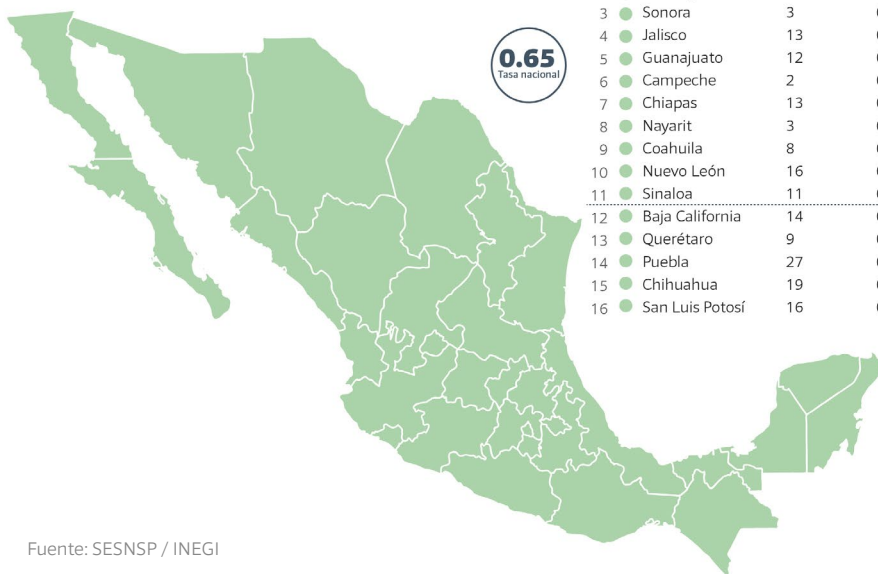 0.65
Tasa nacional
3 Sonora 3
4 Jalisco 13
5 Guanajuato 12
6 Campeche 2
7 Chiapas 13
8 Nayarit 3
9 Coahuila 8
10 Nuevo León 16
11 Sinaloa 11
12 Baja California 14
13 Querétaro 9
14 Puebla 27
15 Chihuahua 19
16 San Luis Potosí 16
Fuente: SESNSP / INEGI